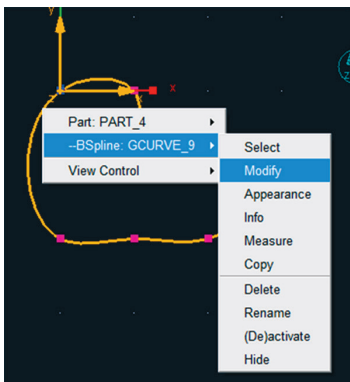 y
z
x
x
Z
Part: PART_4
--BSpline: GCURVE_9
View Control
Select
Modify
Appearance
Info
Measure
Copy
Delete
Rename
(De)activate
Hide